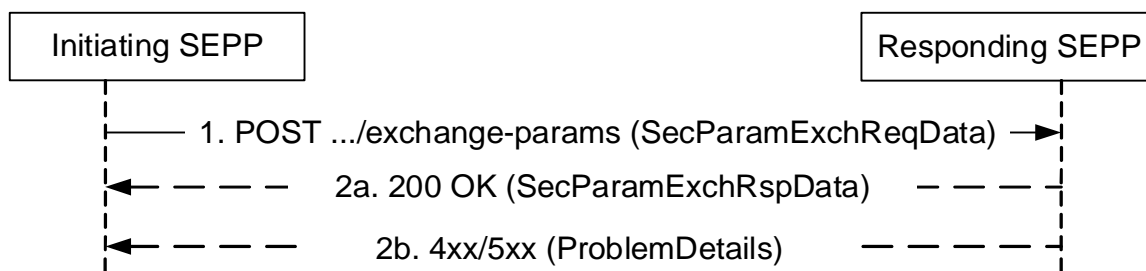 Initiating SEPP
Responding SEPP
1. POST .../exchange-params (SecParamExchReqData)
2a. 200 OK (SecParamExchRspData)
2b. 4xx/5xx (ProblemDetails)